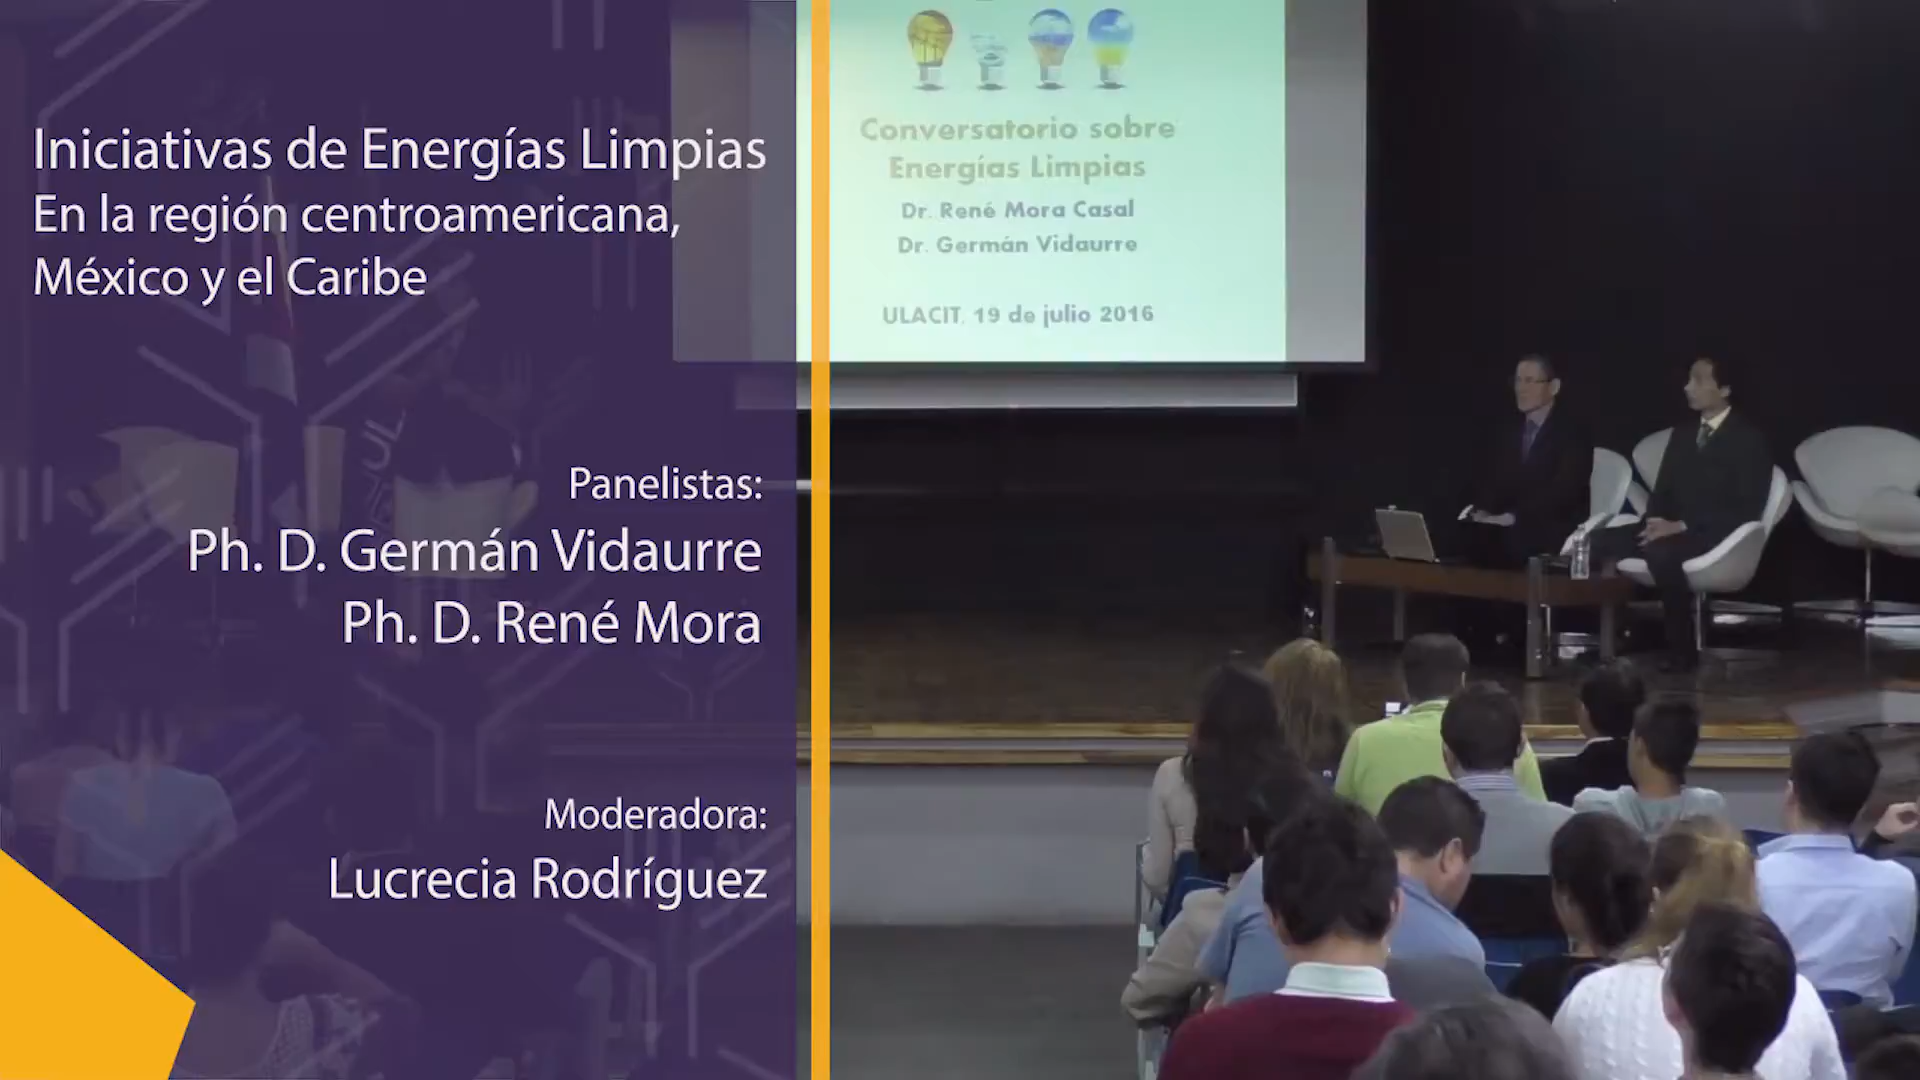 Iniciativas de Energías Limpias
En la región centroamericana,
México y el Caribe
Panelistas:
Ph. D. Germán Vidaurre
Ph. D. René Mora
Moderadora:
Lucrecia Rodríguez
Conversatorio sobre
Energías Limpias
Dr. René Mora Casal
Dr. Germán Vidaurre
ULACIT, 19 de julio 2016